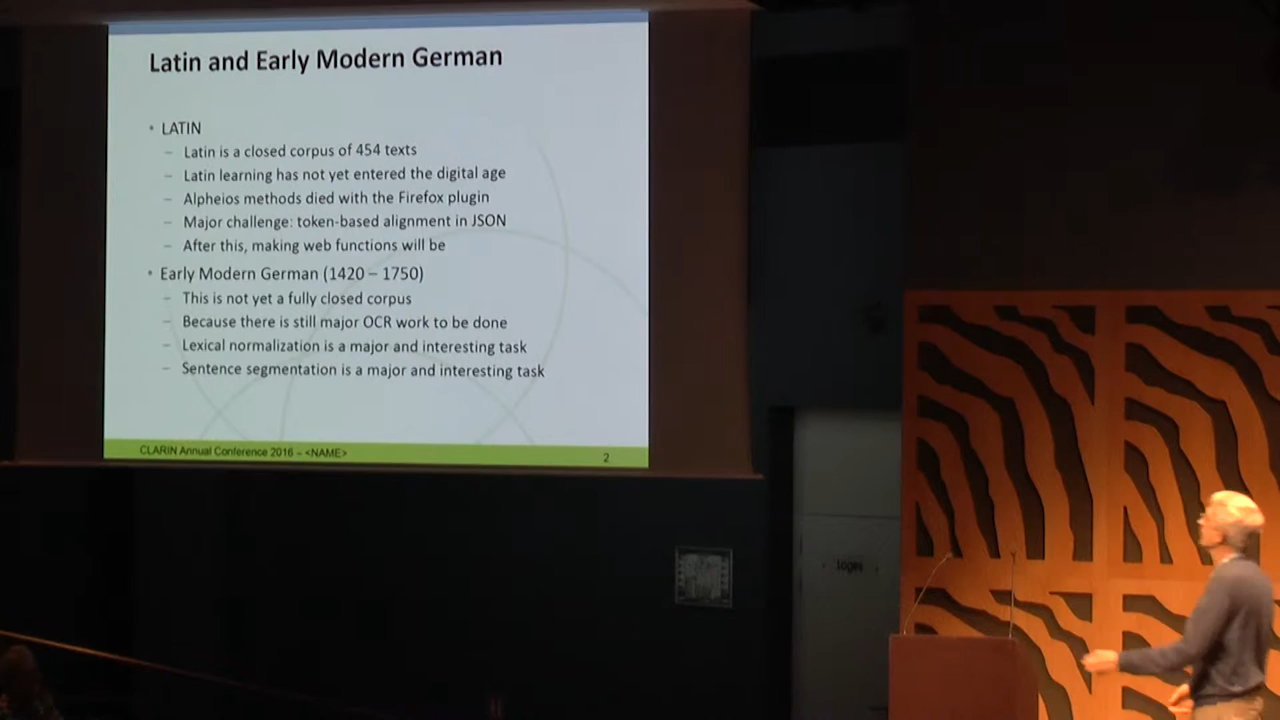 Latin and Early Modern German
• LATIN
– Latin is a closed corpus of 454 texts
– Latin learning has not yet entered the digital age
– Alpheios methods died with the Firefox plugin
– Major challenge: token-based alignment in JSON
– After this, making web functions will be
• Early Modern German (1420 – 1750)
– This is not yet a fully closed corpus
– Because there is still major OCR work to be done
– Lexical normalization is a major and interesting task
– Sentence segmentation is a major and interesting task
CLARIN Annual Conference 2016 – <NAME>
2
loges